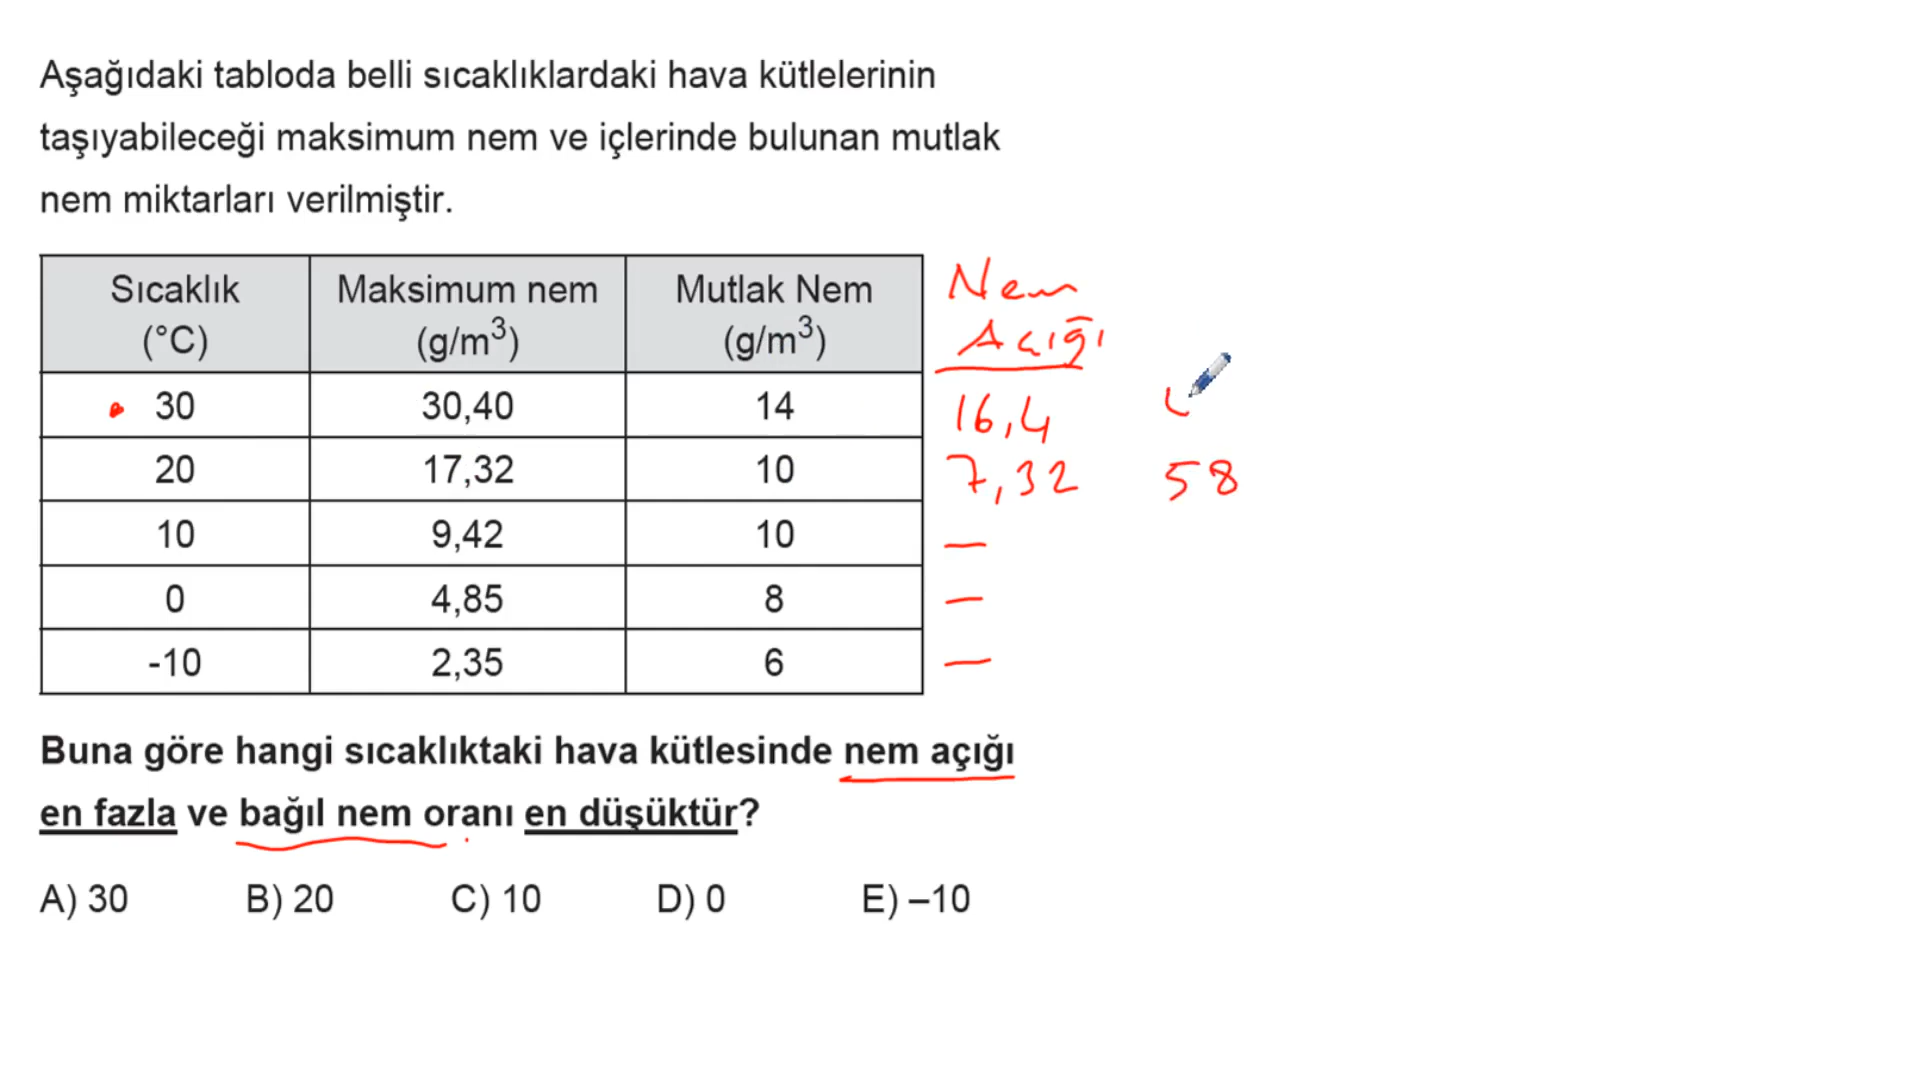 Aşağıdaki tabloda belli sıcaklıklardaki hava kütlelerinin
taşıyabileceği maksimum nem ve içlerinde bulunan mutlak
nem miktarları verilmiştir.
Sıcaklık (°C) Maksimum nem (g/m³) Mutlak Nem (g/m³) Nem Açığı
30 30,40 14 16,4
20 17,32 10 7,32 58
10 9,42 10 —
0 4,85 8 —
-10 2,35 6 —
Buna göre hangi sıcaklıktaki hava kütlesinde nem açığı
en fazla ve bağıl nem oranı en düşüktür?
A) 30 B) 20 C) 10 D) 0 E) –10